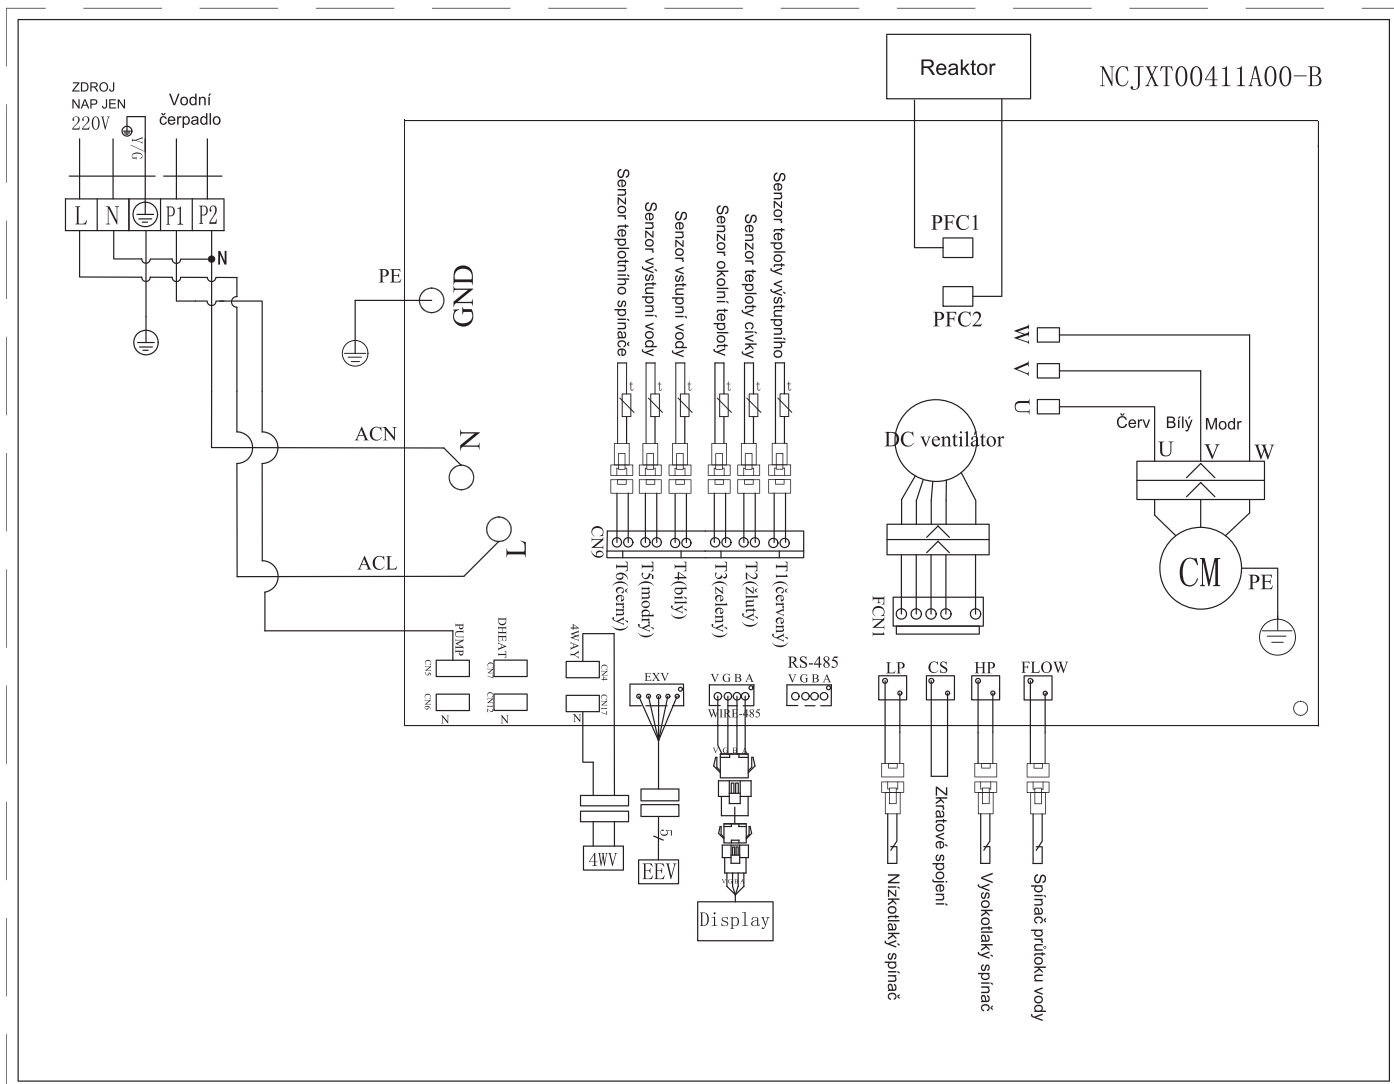 Reaktor
NCJXT00411A00-B
ZDROJ
NAP JEN
220V
Y/G
Vodní
čerpadlo
L N P1 P2
N
PE
GND
ACN
N
ACL
L
PFC1
PFC2
W
V
U
Červ Bílý Modr
U V W
CM
PE
Senzor teplotního spínače
Senzor výstupní vody
Senzor vstupní vody
Senzor okolní teploty
Senzor teploty cívky
Senzor teploty výstupního
t t t t t t
CN9
T6(černý)
T5(modrý)
T4(bílý)
T3(zelený)
T2(žlutý)
T1(červený)
DC ventilátor
FCN1
PUMP
CN5
CN6
N
DHEAT
CN7
CN12
N
4WAY
CN4
CN17
N
EXV
V G B A
WIRE-485
V G B A
RS-485
V G B A
LP CS HP FLOW
4WV
5
EEV
V G B A
Display
Nízkotlaký spínač
Zkratové spojení
Vysokotlaký spínač
Spínač průtoku vody